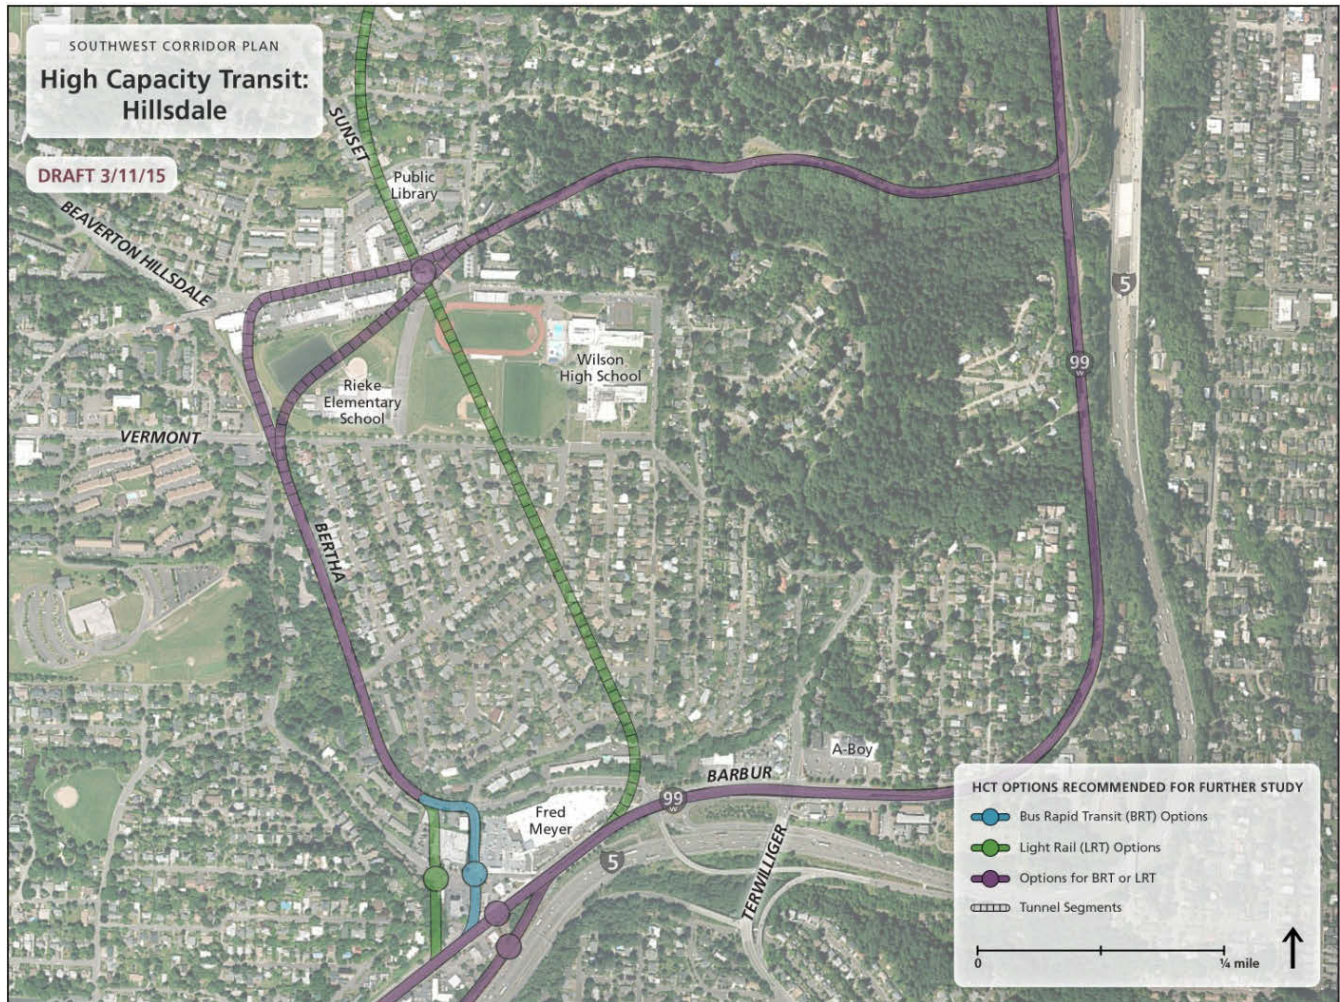 SOUTHWEST CORRIDOR PLAN
High Capacity Transit:
Hillsdale
DRAFT 3/11/15
SUNSET
Public
Library
BEAVERTON HILLSDALE
5
99
W
Wilson
High School
Rieke
Elementary
School
VERMONT
BERTHA
A-Boy
BARBUR
99
W
Fred
Meyer
5
TERWILLIGER
HCT OPTIONS RECOMMENDED FOR FURTHER STUDY
Bus Rapid Transit (BRT) Options
Light Rail (LRT) Options
Options for BRT or LRT
Tunnel Segments
0
¼ mile